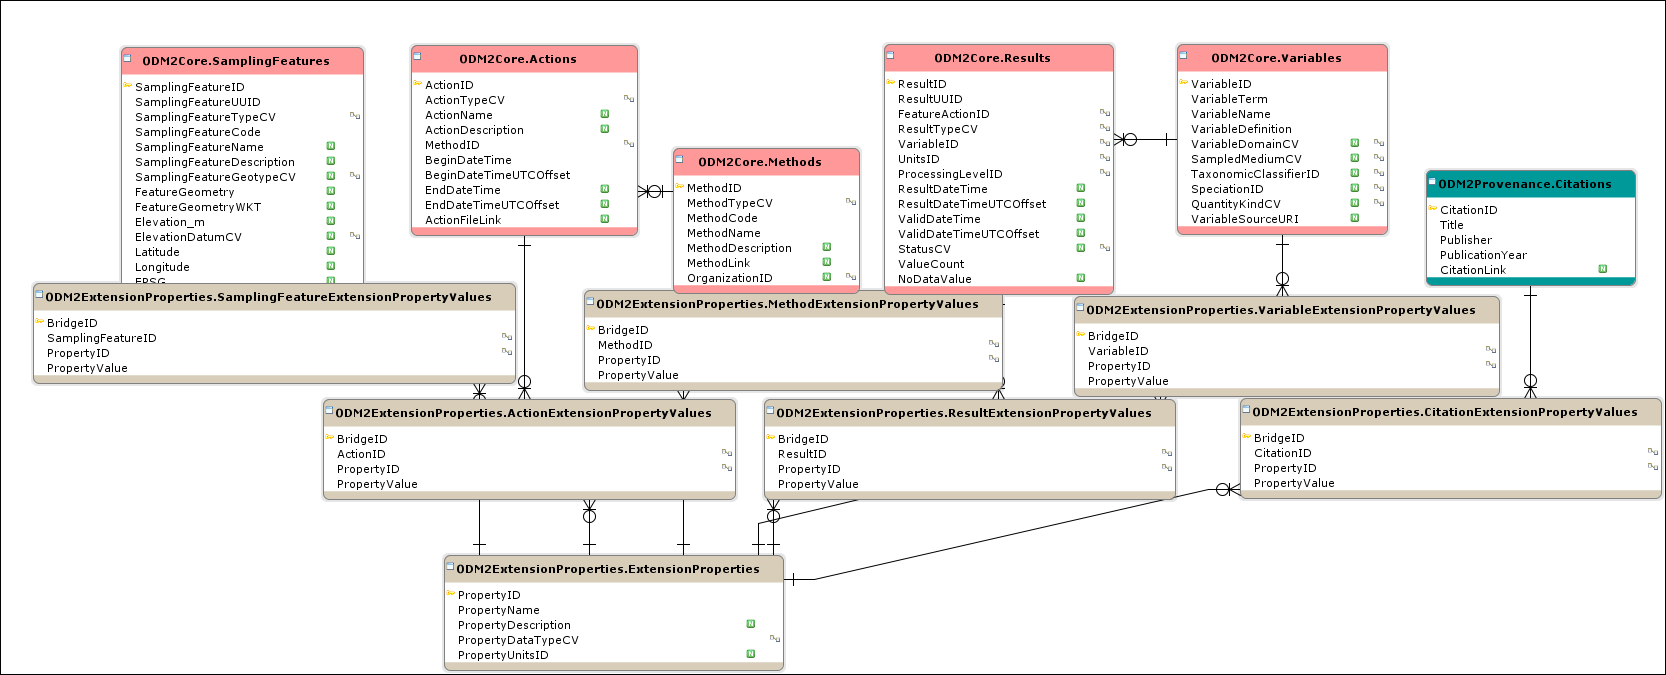 ODM2Core.SamplingFeatures
SamplingFeatureID
SamplingFeatureUUID
SamplingFeatureTypeCV
SamplingFeatureCode
SamplingFeatureName
SamplingFeatureDescription
SamplingFeatureGeotypeCV
FeatureGeometry
FeatureGeometryWKT
Elevation_m
ElevationDatumCV
Latitude
Longitude
EPSG
ODM2Core.Actions
ActionID
ActionTypeCV
ActionName
ActionDescription
MethodID
BeginDateTime
BeginDateTimeUTCOffset
EndDateTime
EndDateTimeUTCOffset
ActionFileLink
ODM2Core.Methods
MethodID
MethodTypeCV
MethodCode
MethodName
MethodDescription
MethodLink
OrganizationID
ODM2Core.Results
ResultID
ResultUUID
FeatureActionID
ResultTypeCV
VariableID
UnitsID
ProcessingLevelID
ResultDateTime
ResultDateTimeUTCOffset
ValidDateTime
ValidDateTimeUTCOffset
StatusCV
ValueCount
NoDataValue
ODM2Core.Variables
VariableID
VariableTerm
VariableName
VariableDefinition
VariableDomainCV
SampledMediumCV
TaxonomicClassifierID
SpeciationID
QuantityKindCV
VariableSourceURI
ODM2Provenance.Citations
CitationID
Title
Publisher
PublicationYear
CitationLink
ODM2ExtensionProperties.SamplingFeatureExtensionPropertyValues
BridgeID
SamplingFeatureID
PropertyID
PropertyValue
ODM2ExtensionProperties.MethodExtensionPropertyValues
BridgeID
MethodID
PropertyID
PropertyValue
ODM2ExtensionProperties.VariableExtensionPropertyValues
BridgeID
VariableID
PropertyID
PropertyValue
ODM2ExtensionProperties.ActionExtensionPropertyValues
BridgeID
ActionID
PropertyID
PropertyValue
ODM2ExtensionProperties.ResultExtensionPropertyValues
BridgeID
ResultID
PropertyID
PropertyValue
ODM2ExtensionProperties.CitationExtensionPropertyValues
BridgeID
CitationID
PropertyID
PropertyValue
ODM2ExtensionProperties.ExtensionProperties
PropertyID
PropertyName
PropertyDescription
PropertyDataTypeCV
PropertyUnitsID